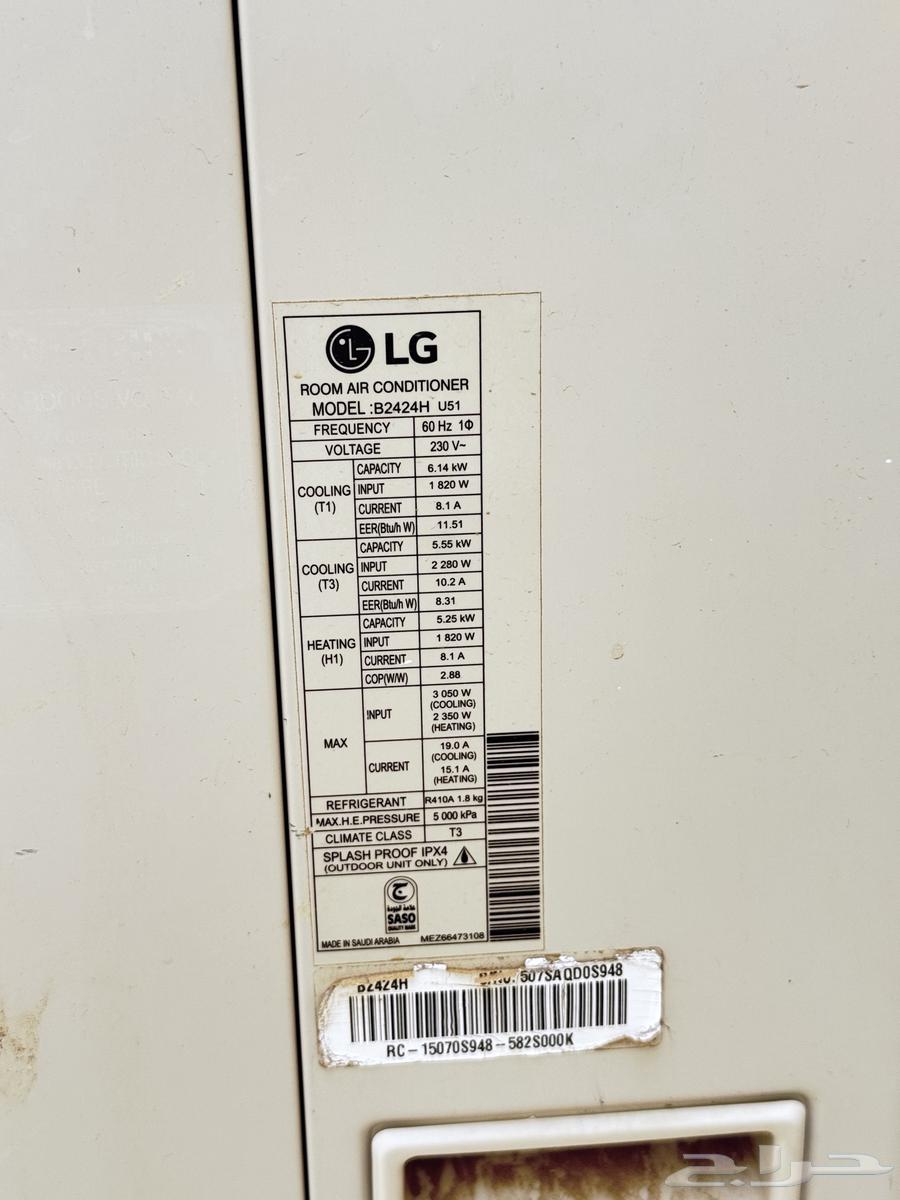 LG
ROOM AIR CONDITIONER
MODEL :B2424H U51
FREQUENCY 60 Hz 1Φ
VOLTAGE 230 V~
COOLING (T1) CAPACITY 6.14 kW
INPUT 1 820 W
CURRENT 8.1 A
EER(Btu/h W) 11.51
COOLING (T3) CAPACITY 5.55 kW
INPUT 2 280 W
CURRENT 10.2 A
EER(Btu/h W) 8.31
HEATING (H1) CAPACITY 5.25 kW
INPUT 1 820 W
CURRENT 8.1 A
COP(W/W) 2.88
MAX INPUT 3 050 W
(COOLING)
2 350 W
(HEATING)
CURRENT 19.0 A
(COOLING)
15.1 A
(HEATING)
REFRIGERANT R410A 1.8 kg
MAX.H.E.PRESSURE 5 000 kPa
CLIMATE CLASS T3
SPLASH PROOF IPX4
(OUTDOOR UNIT ONLY)
علامة الجودة
SASO
QUALITY MARK
MADE IN SAUDI ARABIA MEZ66473108
B2424H 507SAQD0S948
RC-15070S948-582S000K
حراج